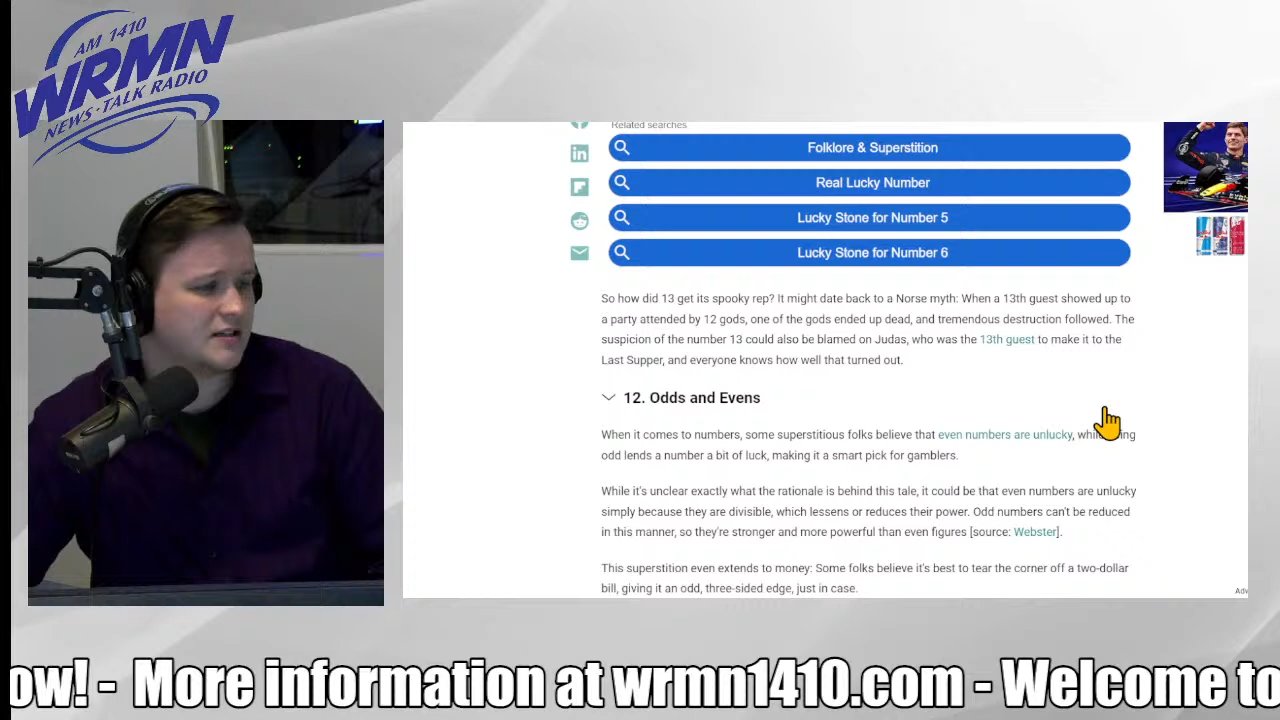 AM 1410
WRMN
NEWS-TALK RADIO
Related searches
Folklore & Superstition
Real Lucky Number
Lucky Stone for Number 5
Lucky Stone for Number 6
So how did 13 get its spooky rep? It might date back to a Norse myth: When a 13th guest showed up to
a party attended by 12 gods, one of the gods ended up dead, and tremendous destruction followed. The
suspicion of the number 13 could also be blamed on Judas, who was the 13th guest to make it to the
Last Supper, and everyone knows how well that turned out.
12. Odds and Evens
When it comes to numbers, some superstitious folks believe that even numbers are unlucky,
odd lends a number a bit of luck, making it a smart pick for gamblers.
While it's unclear exactly what the rationale is behind this tale, it could be that even numbers are unlucky
simply because they are divisible, which lessens or reduces their power. Odd numbers can't be reduced
in this manner, so they're stronger and more powerful than even figures [source: Webster].
This superstition even extends to money: Some folks believe it's best to tear the corner off a two-dollar
bill, giving it an odd, three-sided edge, just in case.
ow! - More information at wrmn1410.com - Welcome to